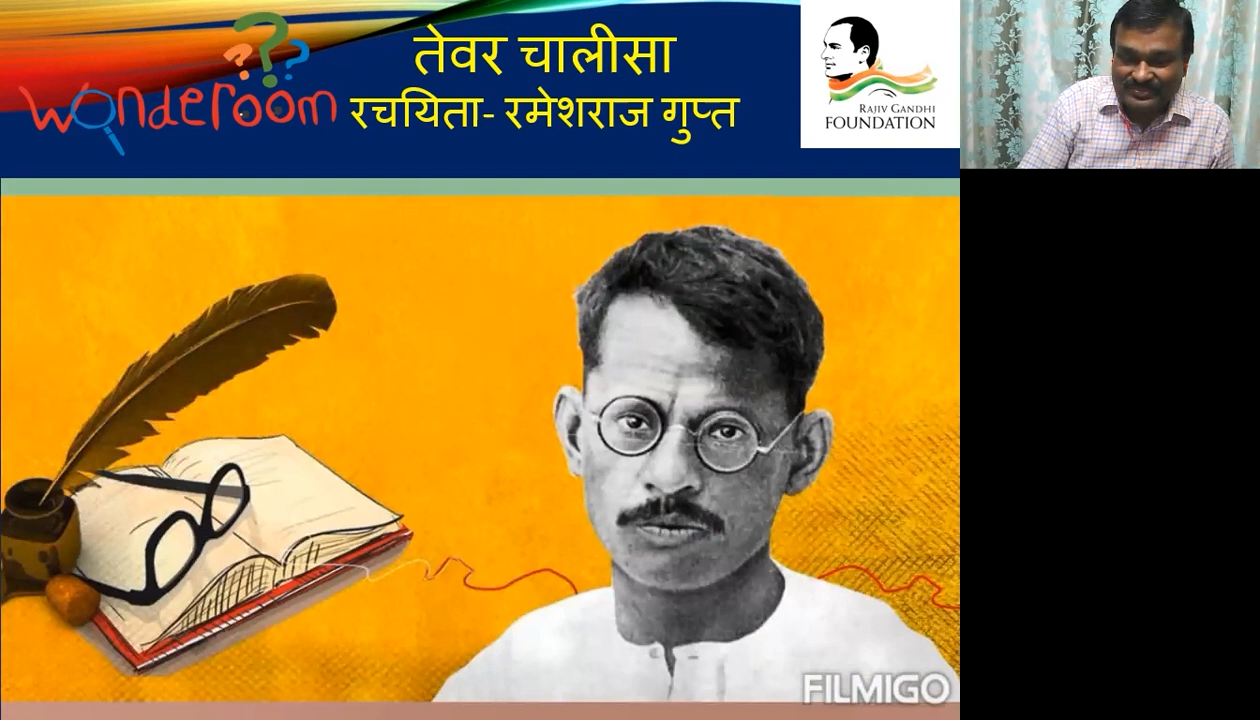 ???
wonderoom
तेवर चालीसा
रचयिता- रमेशराज गुप्त
RAJIV GANDHI
FOUNDATION
FILMIGO